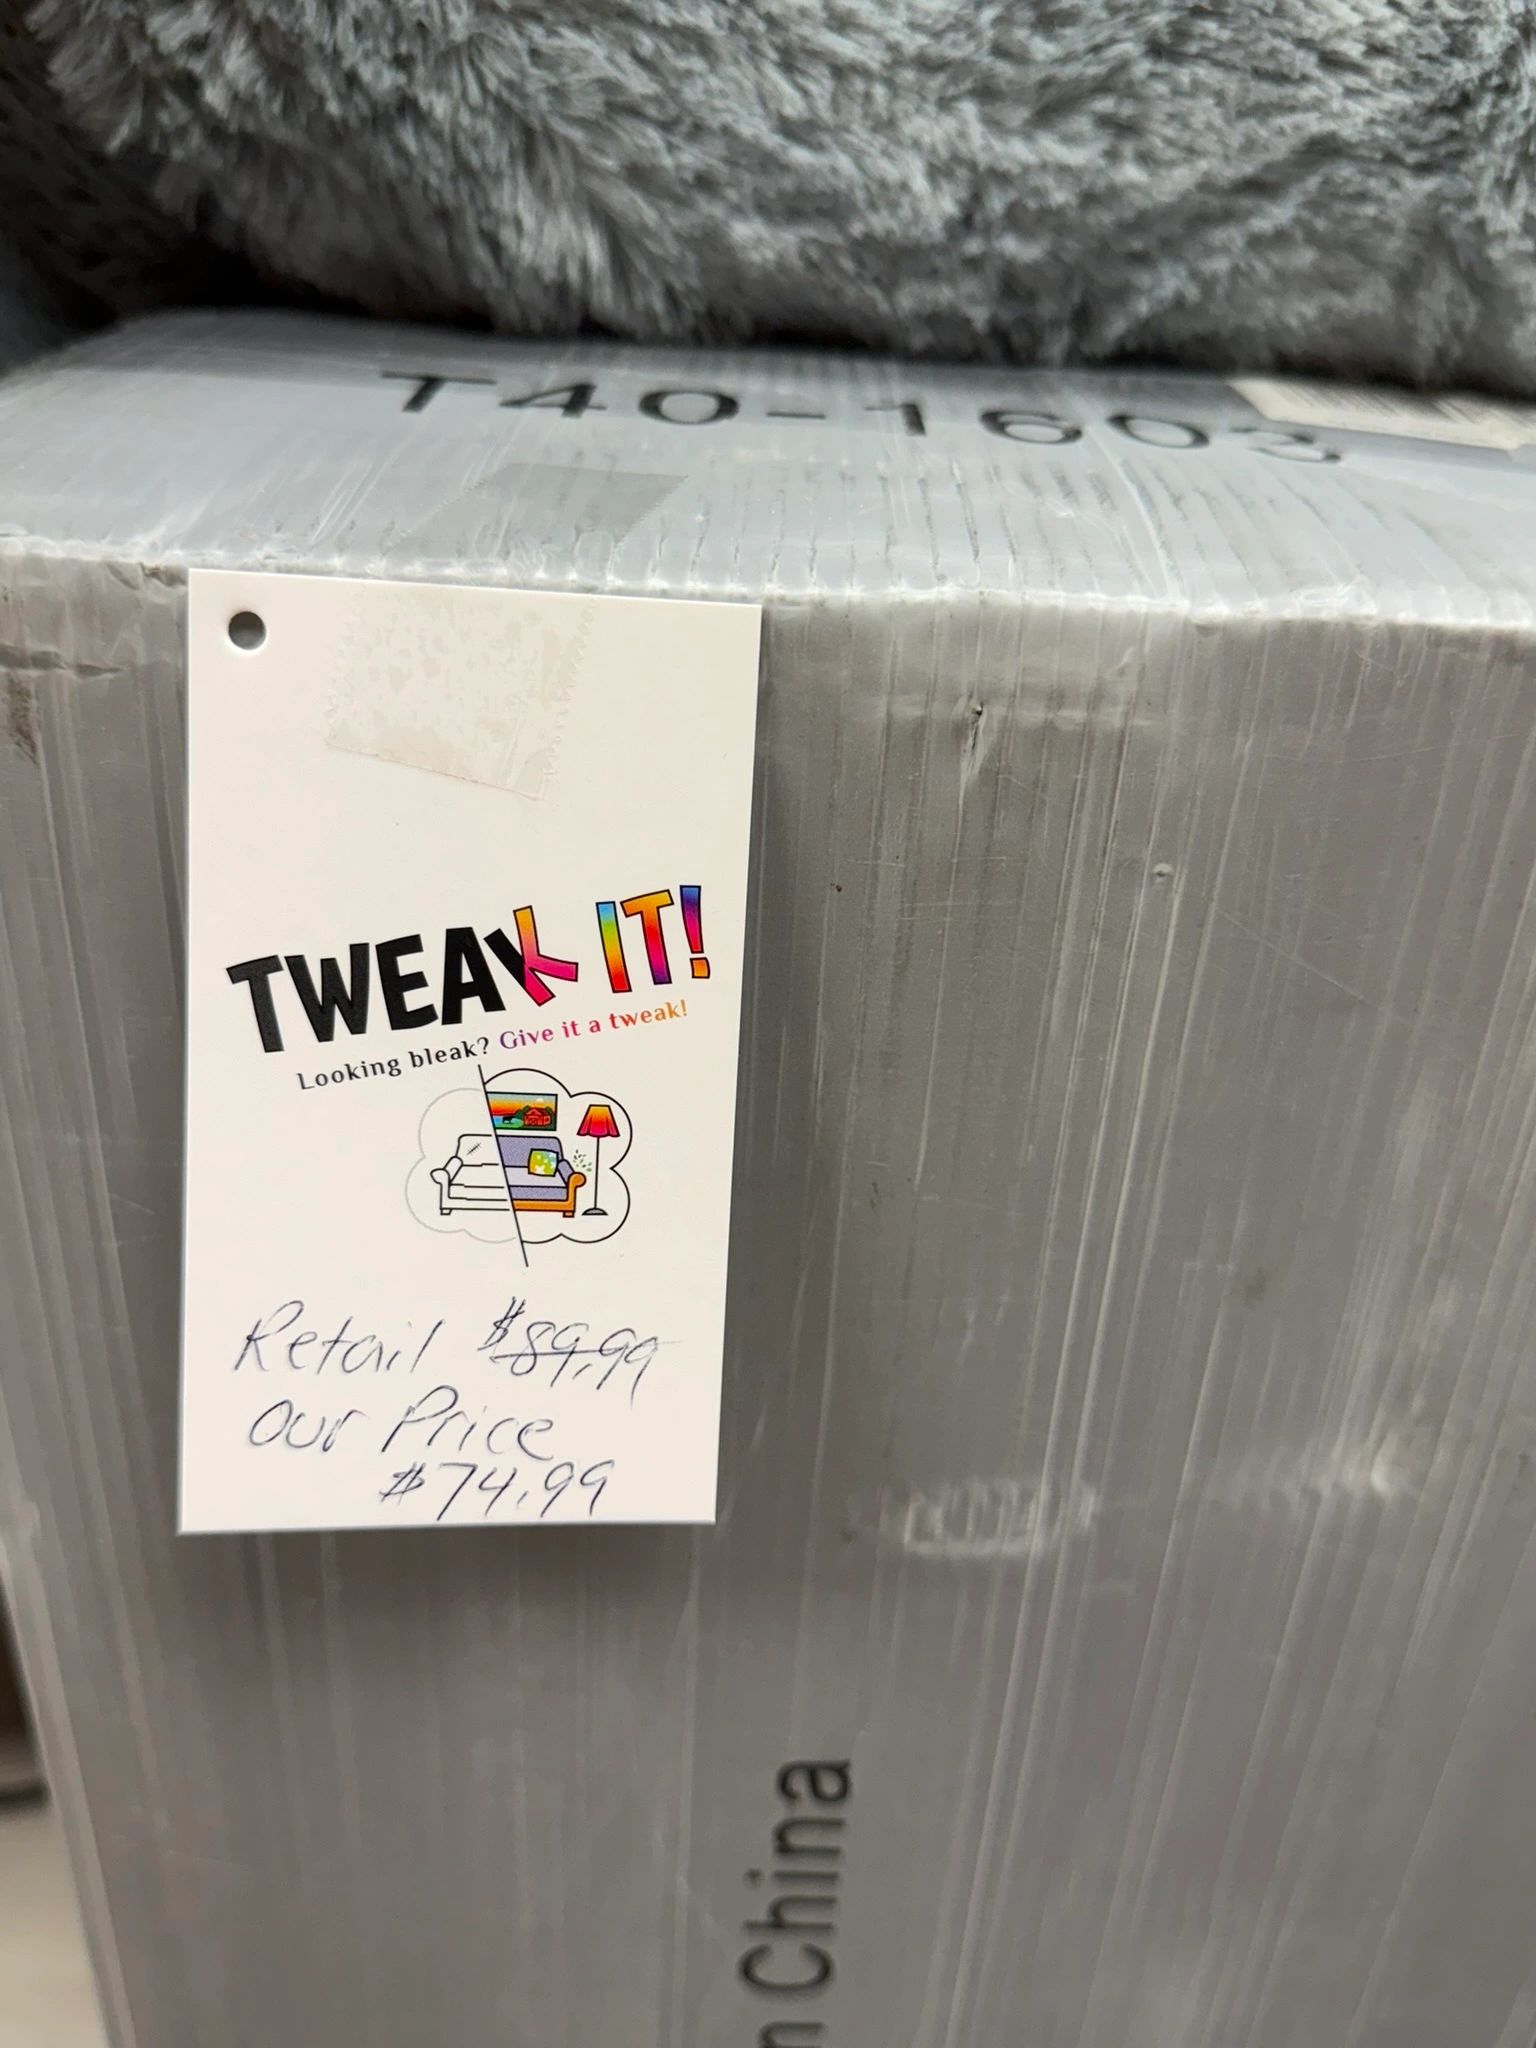 T40-1603
TWEAK IT!
Looking bleak? Give it a tweak!
Retail $89.99
Our Price
$74.99
n China